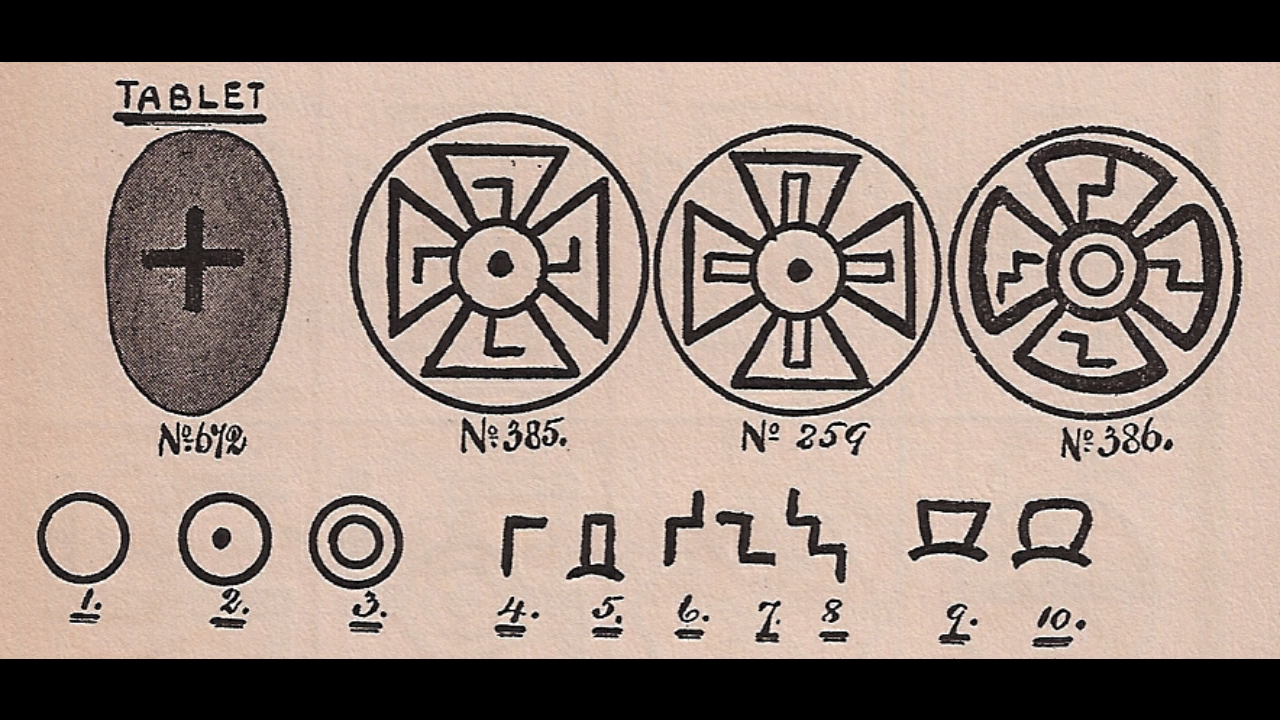 TABLET
Nº 672
Nº 385.
Nº 259
Nº 386.
1. 2. 3. 4. 5. 6. 7. 8 9. 10.